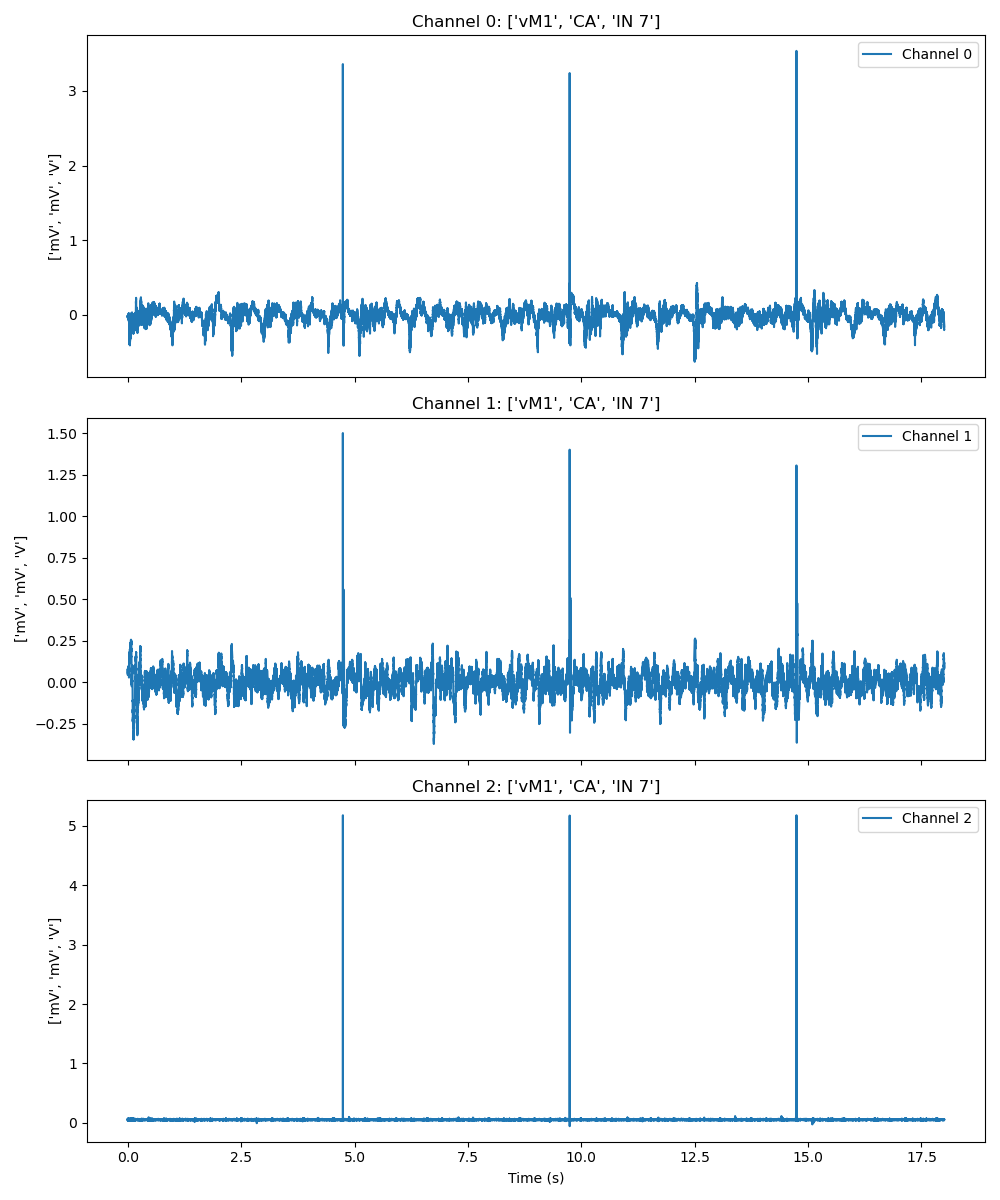 Channel 0: ['vM1', 'CA', 'IN 7']
Channel 0
['mV', 'mV', 'V']
3
2
1
0
Channel 1: ['vM1', 'CA', 'IN 7']
Channel 1
['mV', 'mV', 'V']
1.50
1.25
1.00
0.75
0.50
0.25
0.00
−0.25
Channel 2: ['vM1', 'CA', 'IN 7']
Channel 2
['mV', 'mV', 'V']
5
4
3
2
1
0
0.0 2.5 5.0 7.5 10.0 12.5 15.0 17.5
Time (s)